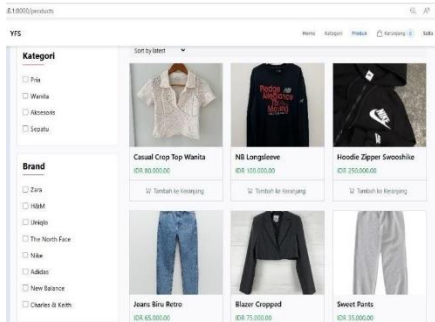 :8000/products
YFS
Home Kategori Produk Keranjang
Kategori
Pria
Wanita
Aksesoris
Sepatu
Brand
Zara
H&M
Uniqlo
The North Face
Nike
Adidas
New Balance
Charles & Keith
Sort by latest
Casual Crop Top Wanita
IDR 80.000.00
Tambah ke Keranjang
NB Longsleeve
IDR 100.000.00
Tambah ke Keranjang
Hoodie Zipper Swooshike
IDR 250.000.00
Tambah ke Keranjang
Jeans Biru Retro
IDR 65.000.00
Blazer Cropped
IDR 75.000.00
Sweet Pants
IDR 35.000.00